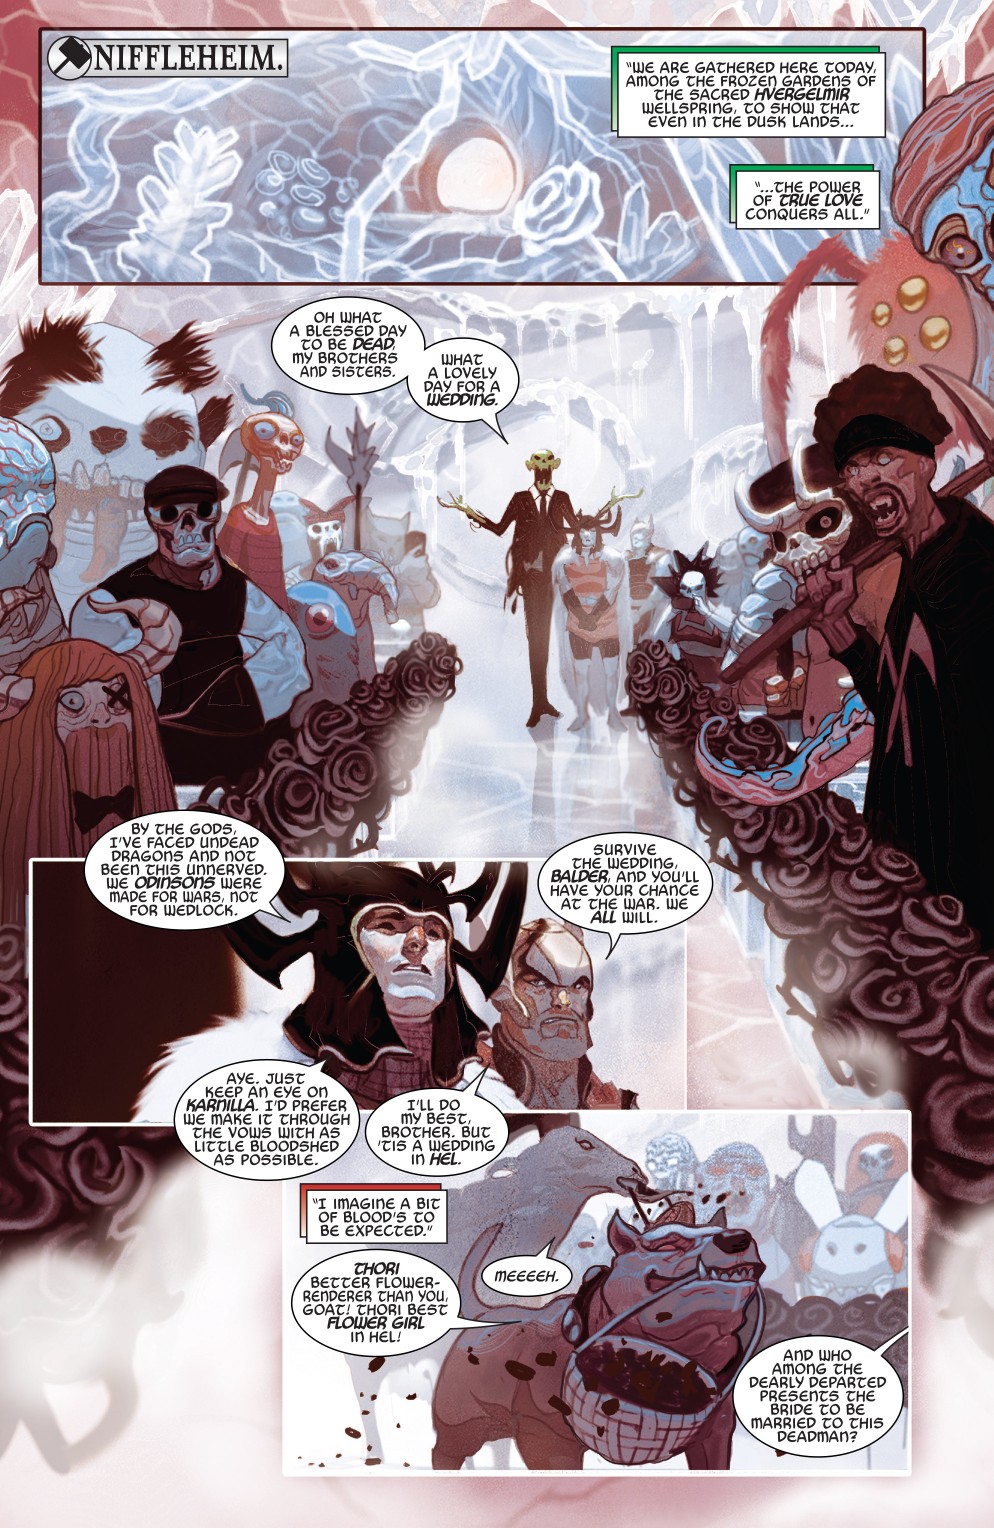 NIFFLEHEIM.
"WE ARE GATHERED HERE TODAY,
AMONG THE FROZEN GARDENS OF
THE SACRED HVERGELMIR
WELLSPRING, TO SHOW THAT
EVEN IN THE DUSK LANDS...
"...THE POWER
OF TRUE LOVE
CONQUERS ALL."
OH WHAT
A BLESSED DAY
TO BE DEAD,
MY BROTHERS
AND SISTERS.
WHAT
A LOVELY
DAY FOR A
WEDDING.
BY THE GODS,
I'VE FACED UNDEAD
DRAGONS AND NOT
BEEN THIS UNNERVED.
WE ODINSONS WERE
MADE FOR WARS, NOT
FOR WEDLOCK.
SURVIVE
THE WEDDING,
BALDER, AND YOU'LL
HAVE YOUR CHANCE
AT THE WAR. WE
ALL WILL.
AYE. JUST
KEEP AN EYE ON
KARNILLA. I'D PREFER
WE MAKE IT THROUGH
THE VOWS WITH AS
LITTLE BLOODSHED
AS POSSIBLE.
I'LL DO
MY BEST,
BROTHER. BUT
'TIS A WEDDING
IN HEL.
"I IMAGINE A BIT
OF BLOOD'S TO
BE EXPECTED."
THORI
BETTER FLOWER-
RENDERER THAN YOU,
GOAT! THORI BEST
FLOWER GIRL
IN HEL!
MEEEEH.
AND WHO
AMONG THE
DEARLY DEPARTED
PRESENTS THE
BRIDE TO BE
MARRIED TO THIS
DEADMAN?